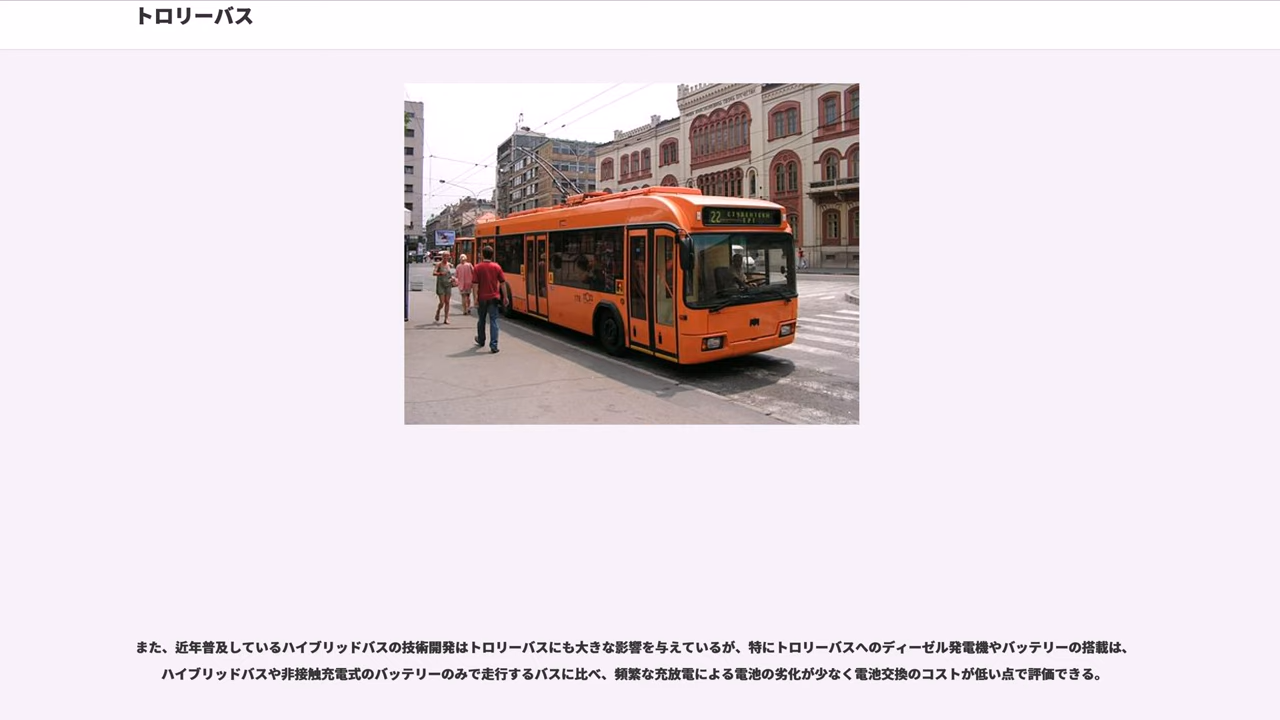 トロリーバス
22
また、近年普及しているハイブリッドバスの技術開発はトロリーバスにも大きな影響を与えているが、特にトロリーバスへのディーゼル発電機やバッテリーの搭載は、
ハイブリッドバスや非接触充電式のバッテリーのみで走行するバスに比べ、頻繁な充放電による電池の劣化が少なく電池交換のコストが低い点で評価できる。